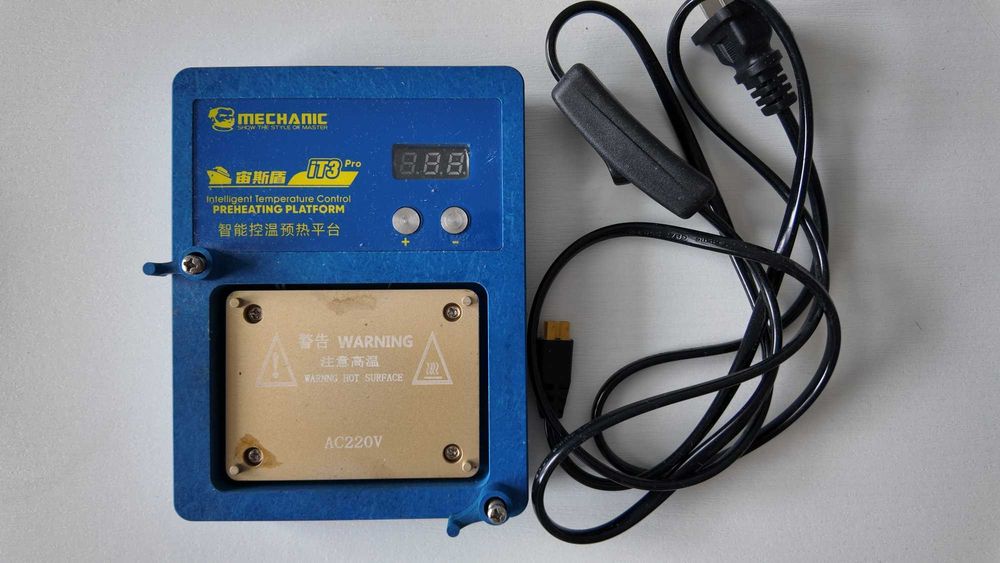 MECHANIC
SHOW THE STYLE OF MASTER
宙斯盾 iT3 Pro
Intelligent Temperature Control
PREHEATING PLATFORM
智能控温预热平台
8.8.8.
+ -
警告 WARNING
注意高温
WARNNG HOT SURFACE
AC220V